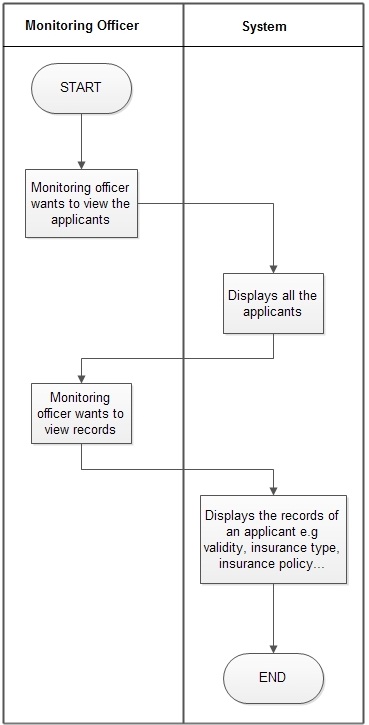 Monitoring Officer
System
START
Monitoring officer
wants to view the
applicants
Displays all the
applicants
Monitoring
officer wants to
view records
Displays the records of
an applicant e.g
validity, insurance type,
insurance policy...
END